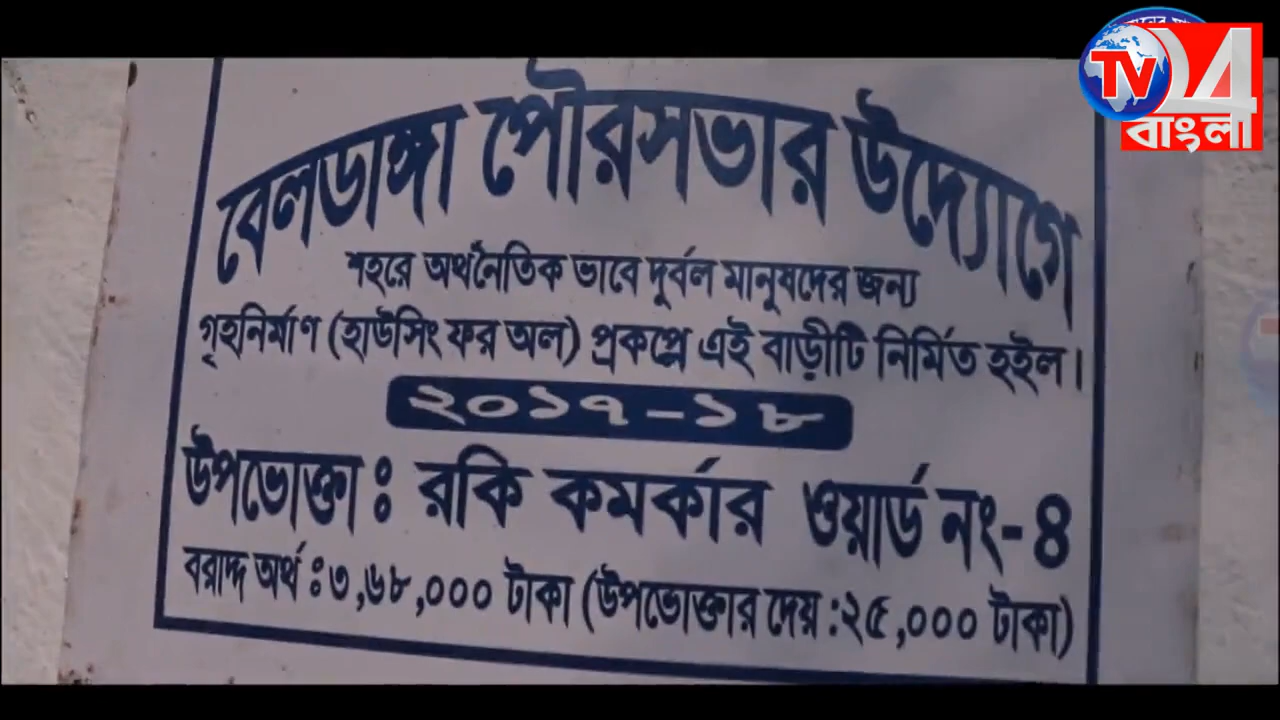 TV 24
বাংলা
বেলডাঙ্গা পৌরসভার উদ্যোগে
শহরে অর্থনৈতিক ভাবে দুর্বল মানুষদের জন্য
গৃহনির্মাণ (হাউসিং ফর অল) প্রকল্পে এই বাড়ীটি নির্মিত হইল।
২০১৭-১৮
উপভোক্তা : রকি কমর্কার ওয়ার্ড নং-৪
বরাদ্দ অর্থ : ৩,৬৮,০০০ টাকা (উপভোক্তার দেয় :২৫,০০০ টাকা)